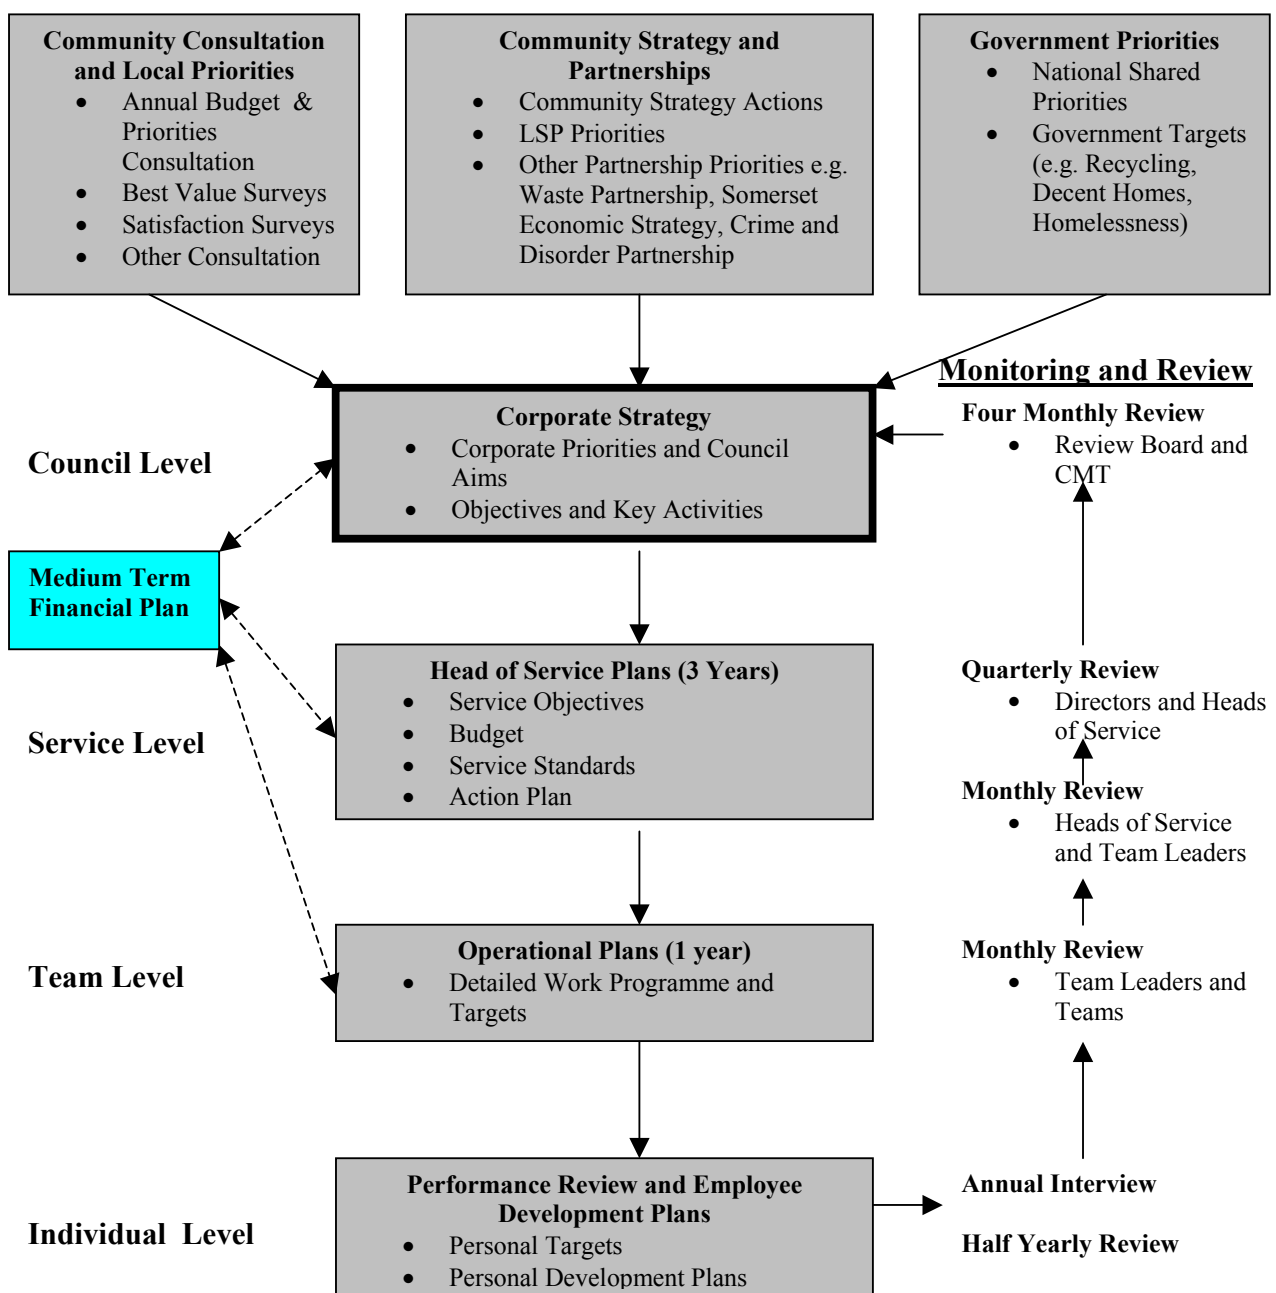 Community Consultation
and Local Priorities
• Annual Budget & 
Priorities
Consultation
• Best Value Surveys
• Satisfaction Surveys
• Other Consultation
Community Strategy and
Partnerships
• Community Strategy Actions
• LSP Priorities
• Other Partnership Priorities e.g.
Waste Partnership, Somerset
Economic Strategy, Crime and
Disorder Partnership
Government Priorities
• National Shared
Priorities
• Government Targets
(e.g. Recycling,
Decent Homes,
Homelessness)
Monitoring and Review
Council Level
Corporate Strategy
• Corporate Priorities and Council
Aims
• Objectives and Key Activities
Four Monthly Review
• Review Board and
CMT
Medium Term
Financial Plan
Service Level
Head of Service Plans (3 Years)
• Service Objectives
• Budget
• Service Standards
• Action Plan
Quarterly Review
• Directors and Heads
of Service
Monthly Review
• Heads of Service
and Team Leaders
Team Level
Operational Plans (1 year)
• Detailed Work Programme and
Targets
Monthly Review
• Team Leaders and
Teams
Individual Level
Performance Review and Employee
Development Plans
• Personal Targets
• Personal Development Plans
Annual Interview
Half Yearly Review